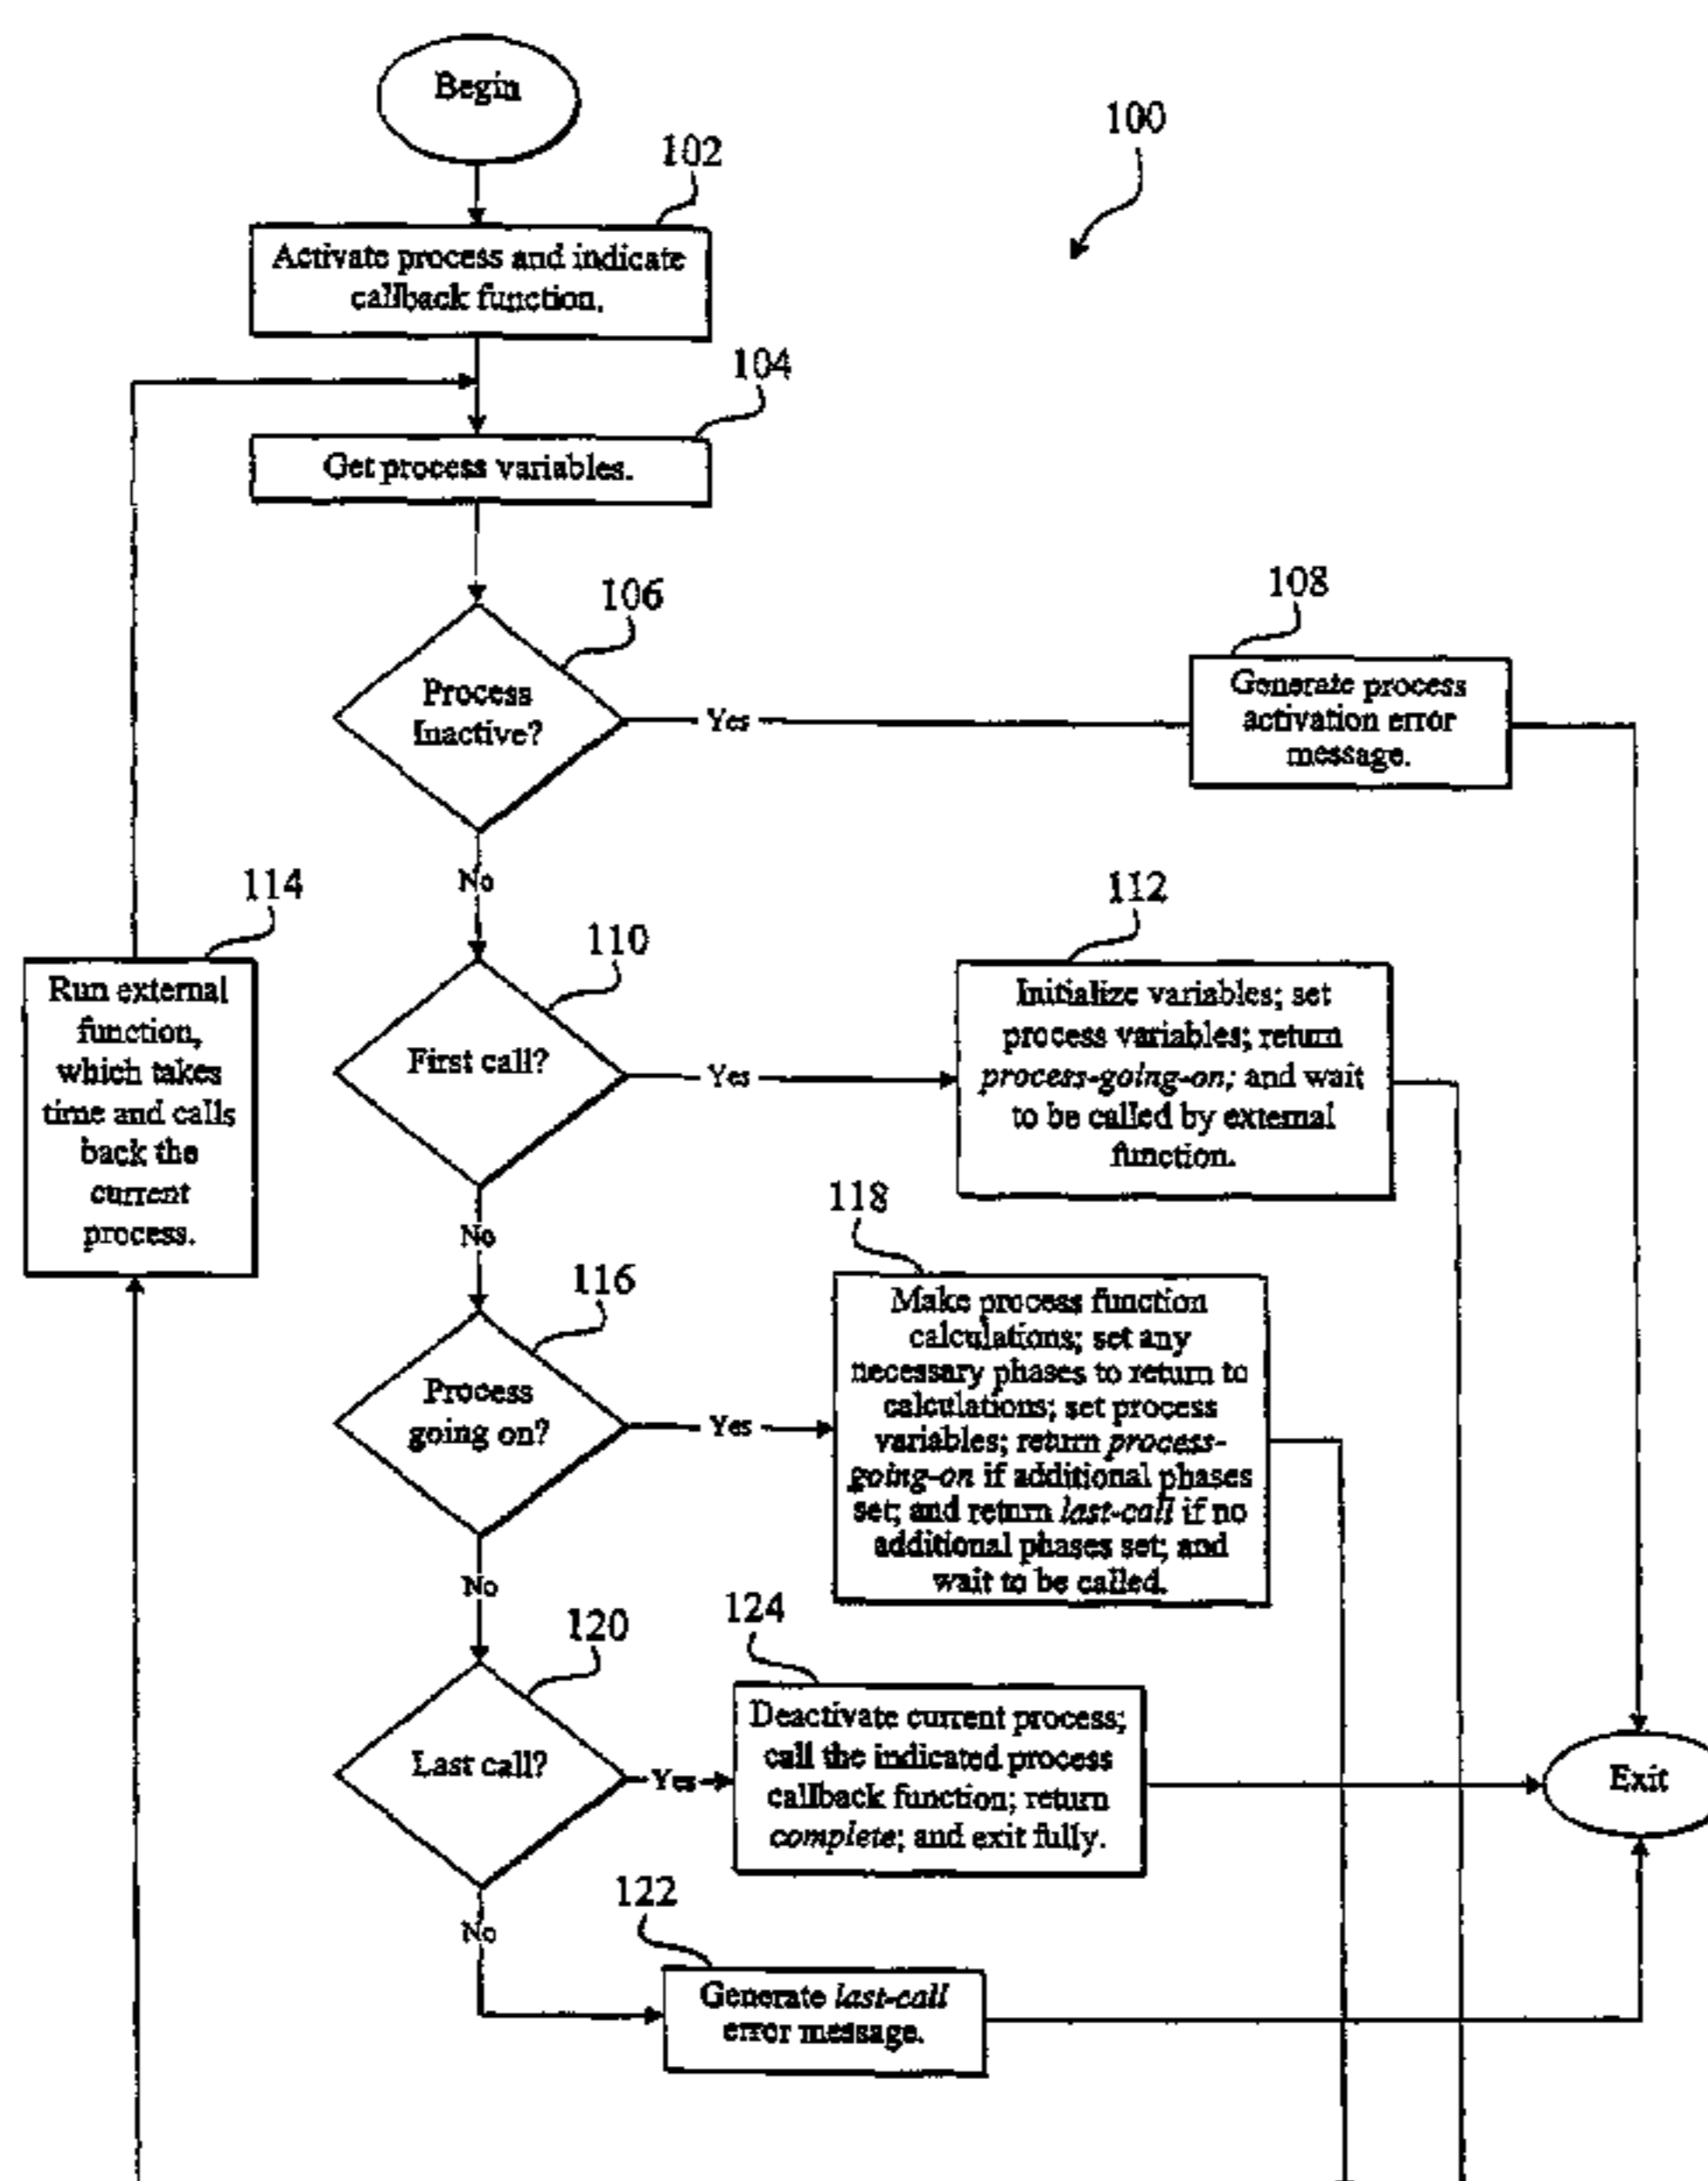 Begin
100
102
Activate process and indicate
callback function.
104
Get process variables.
106
Process
Inactive?
Yes
108
Generate process
activation error
message.
No
114
Run external
function,
which takes
time and calls
back the
current
process.
110
First call?
Yes
112
Initialize variables; set
process variables; return
process-going-on; and wait
to be called by external
function.
No
116
Process
going on?
Yes
118
Make process function
calculations; set any
necessary phases to return to
calculations; set process
variables; return process-
going-on if additional phases
set; and return last-call if no
additional phases set; and
wait to be called.
No
120
Last call?
Yes
124
Deactivate current process;
call the indicated process
callback function; return
complete; and exit fully.
Exit
No
122
Generate last-call
error message.